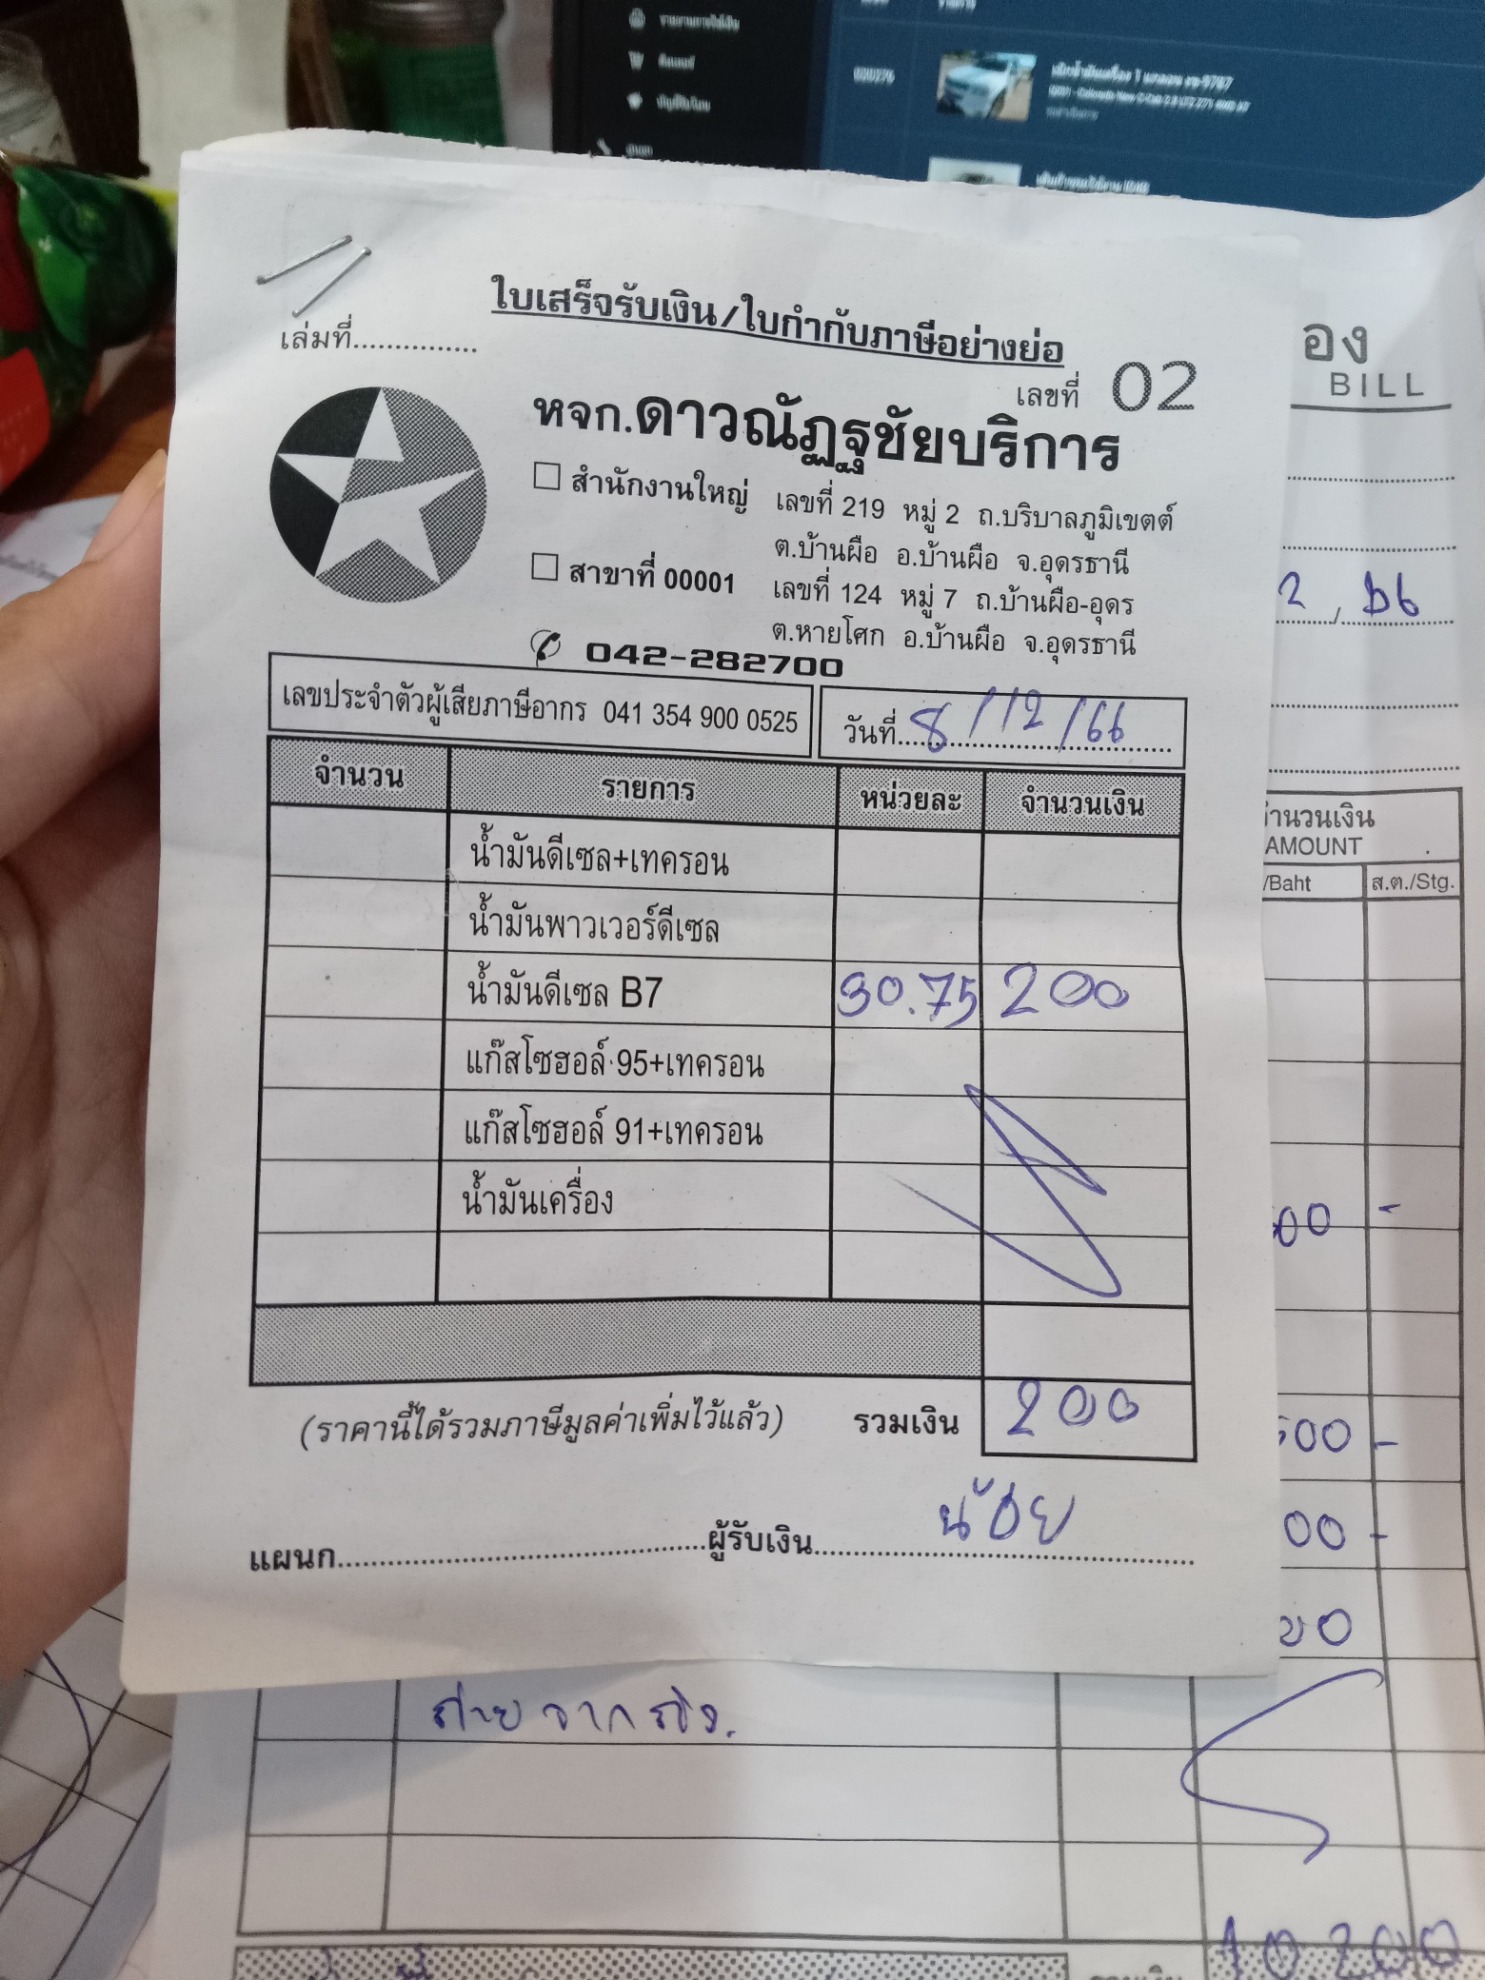 ใบเสร็จรับเงิน/ใบกำกับภาษีอย่างย่อ
เล่มที่...............
เลขที่ 02
หจก.ดาวณัฏฐชัยบริการ
สำนักงานใหญ่ เลขที่ 219 หมู่ 2 ถ.บริบาลภูมิเขตต์
ต.บ้านผือ อ.บ้านผือ จ.อุดรธานี
สาขาที่ 00001 เลขที่ 124 หมู่ 7 ถ.บ้านผือ-อุดร
ต.หายโศก อ.บ้านผือ จ.อุดรธานี
042-282700
เลขประจำตัวผู้เสียภาษีอากร 041 354 900 0525
วันที่ 8/12/66
จำนวน รายการ หน่วยละ จำนวนเงิน
น้ำมันดีเซล+เทครอน
น้ำมันพาวเวอร์ดีเซล
น้ำมันดีเซล B7 30.75 200
แก๊สโซฮอล์ 95+เทครอน
แก๊สโซฮอล์ 91+เทครอน
น้ำมันเครื่อง
(ราคานี้ได้รวมภาษีมูลค่าเพิ่มไว้แล้ว) รวมเงิน 200
แผนก..........ผู้รับเงิน น้อย
อง
BILL
2, 66
จำนวนเงิน
AMOUNT
/Baht ส.ต./Stg.
00 -
500 -
00 -
00
10200